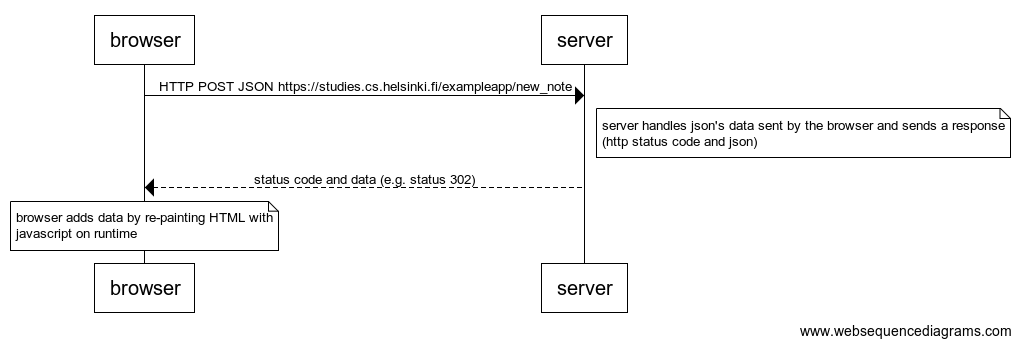 browser
server
HTTP POST JSON https://studies.cs.helsinki.fi/exampleapp/new_note
server handles json's data sent by the browser and sends a response
(http status code and json)
status code and data (e.g. status 302)
browser adds data by re-painting HTML with
javascript on runtime
browser
server
www.websequencediagrams.com